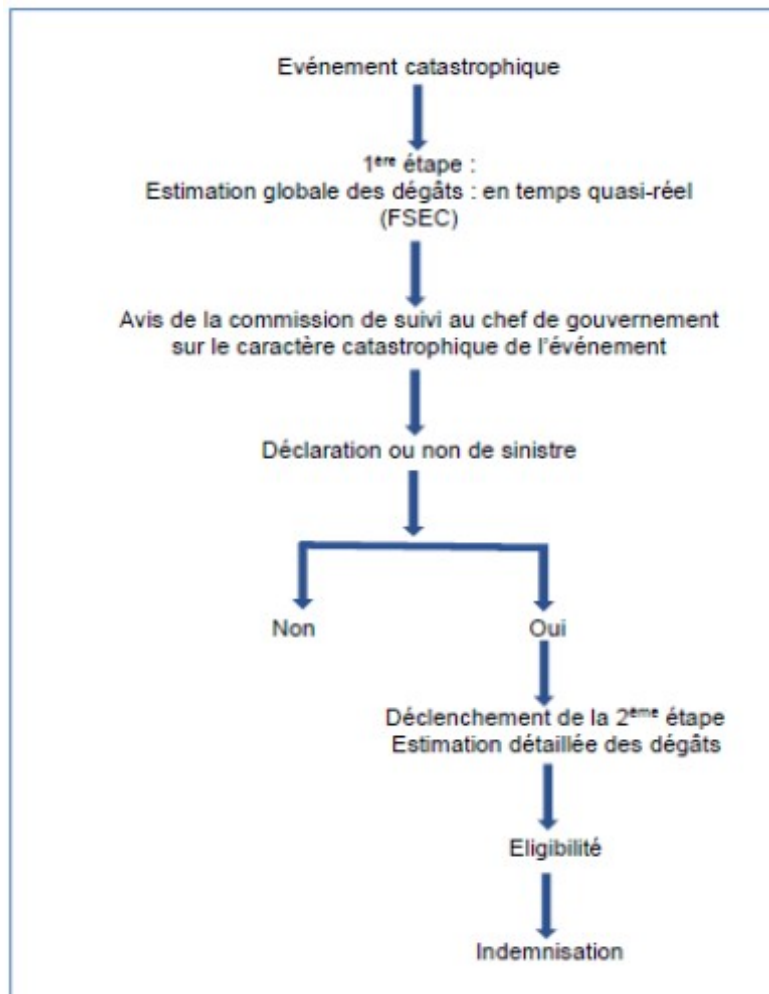 Evénement catastrophique
1ère étape :
Estimation globale des dégâts : en temps quasi-réel
(FSEC)
Avis de la commission de suivi au chef de gouvernement
sur le caractère catastrophique de l'événement
Déclaration ou non de sinistre
Non
Oui
Déclenchement de la 2ème étape
Estimation détaillée des dégâts
Eligibilité
Indemnisation